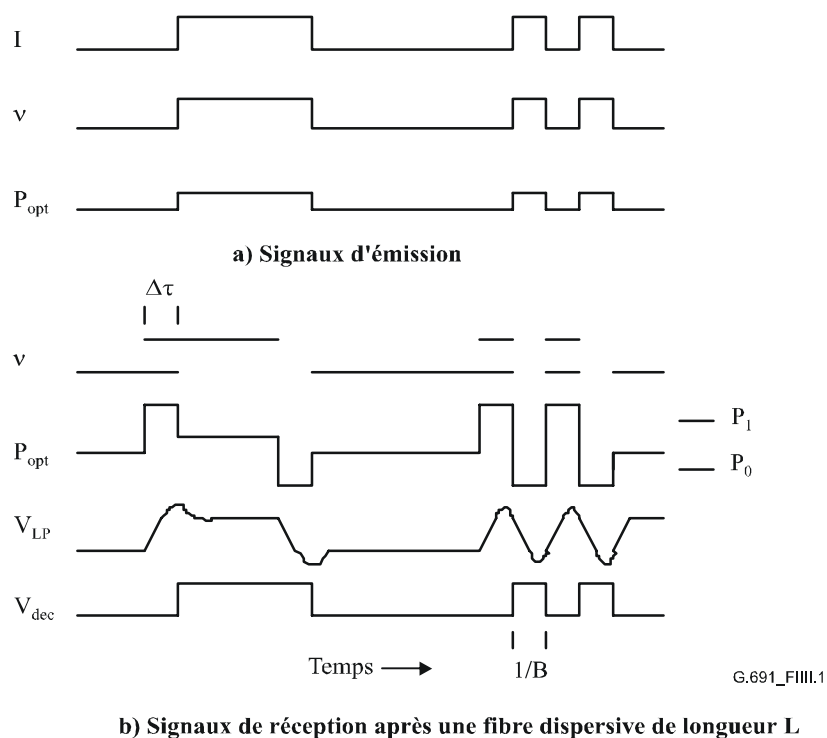 I
ν
P_opt
a) Signaux d'émission
Δτ
ν
P_opt
P_1
P_0
V_LP
V_dec
Temps
1/B
G.691_FIIII.1
b) Signaux de réception après une fibre dispersive de longueur L